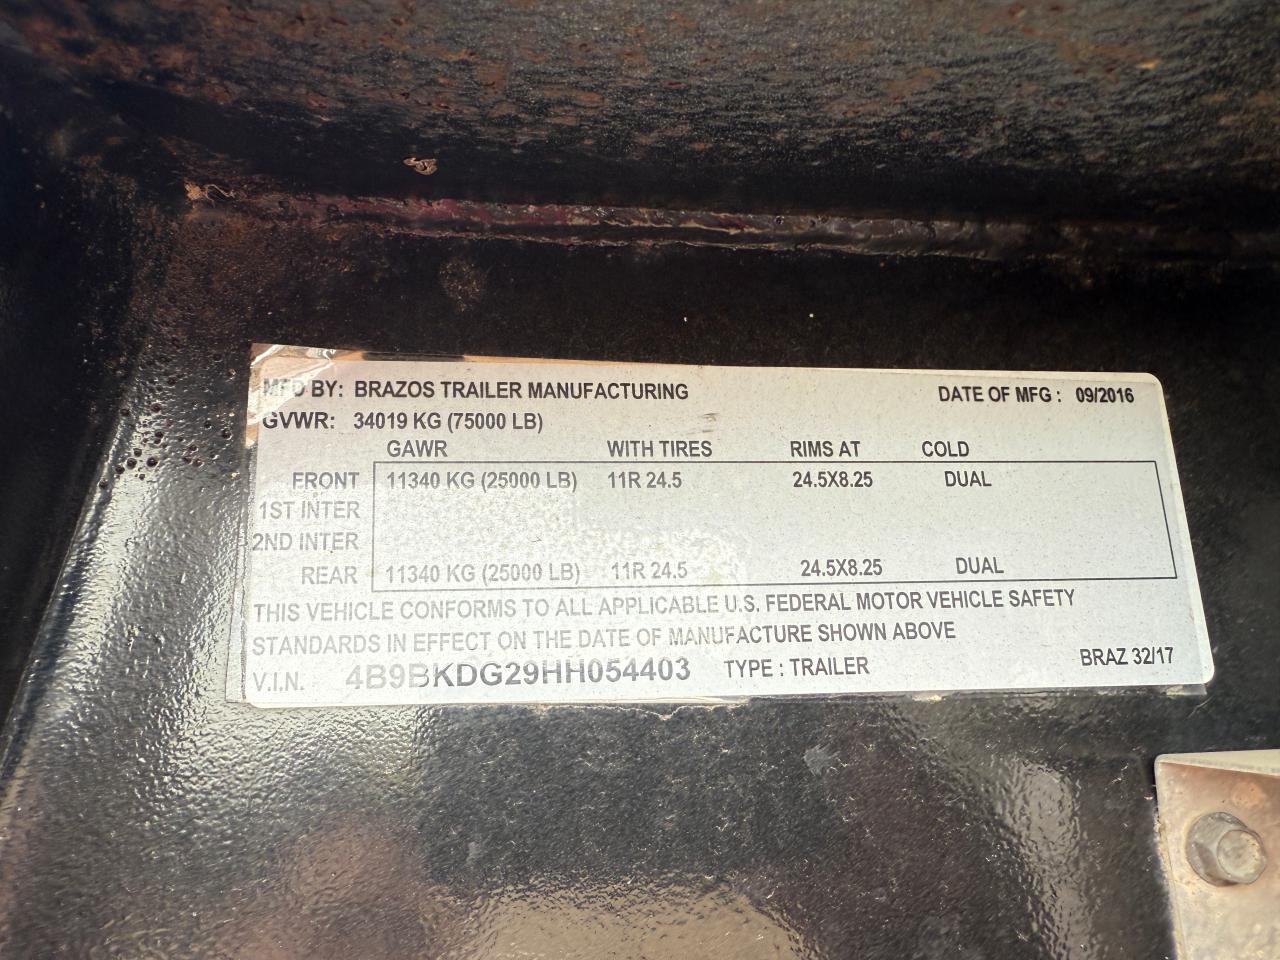 MFD BY: BRAZOS TRAILER MANUFACTURING DATE OF MFG : 09/2016
GVWR: 34019 KG (75000 LB)
GAWR WITH TIRES RIMS AT COLD
FRONT 11340 KG (25000 LB) 11R 24.5 24.5X8.25 DUAL
1ST INTER
2ND INTER
REAR 11340 KG (25000 LB) 11R 24.5 24.5X8.25 DUAL
THIS VEHICLE CONFORMS TO ALL APPLICABLE U.S. FEDERAL MOTOR VEHICLE SAFETY
STANDARDS IN EFFECT ON THE DATE OF MANUFACTURE SHOWN ABOVE
V.I.N. 4B9BKDG29HH054403 TYPE : TRAILER BRAZ 32/17